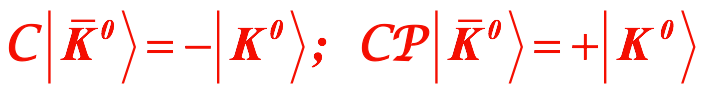 C|K̅⁰⟩ = −|K⁰⟩; CP|K̅⁰⟩ = +|K⁰⟩